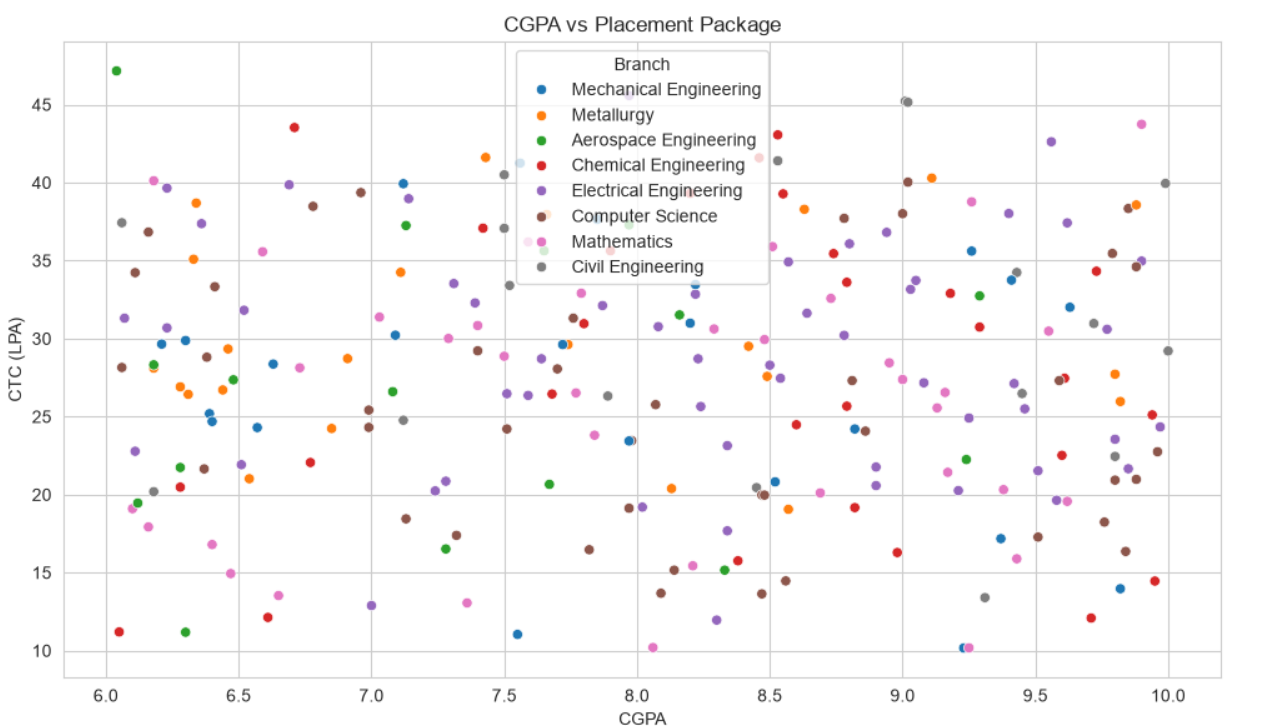 CGPA vs Placement Package
Branch
Mechanical Engineering
Metallurgy
Aerospace Engineering
Chemical Engineering
Electrical Engineering
Computer Science
Mathematics
Civil Engineering
CTC (LPA)
45
40
35
30
25
20
15
10
6.0 6.5 7.0 7.5 8.0 8.5 9.0 9.5 10.0
CGPA